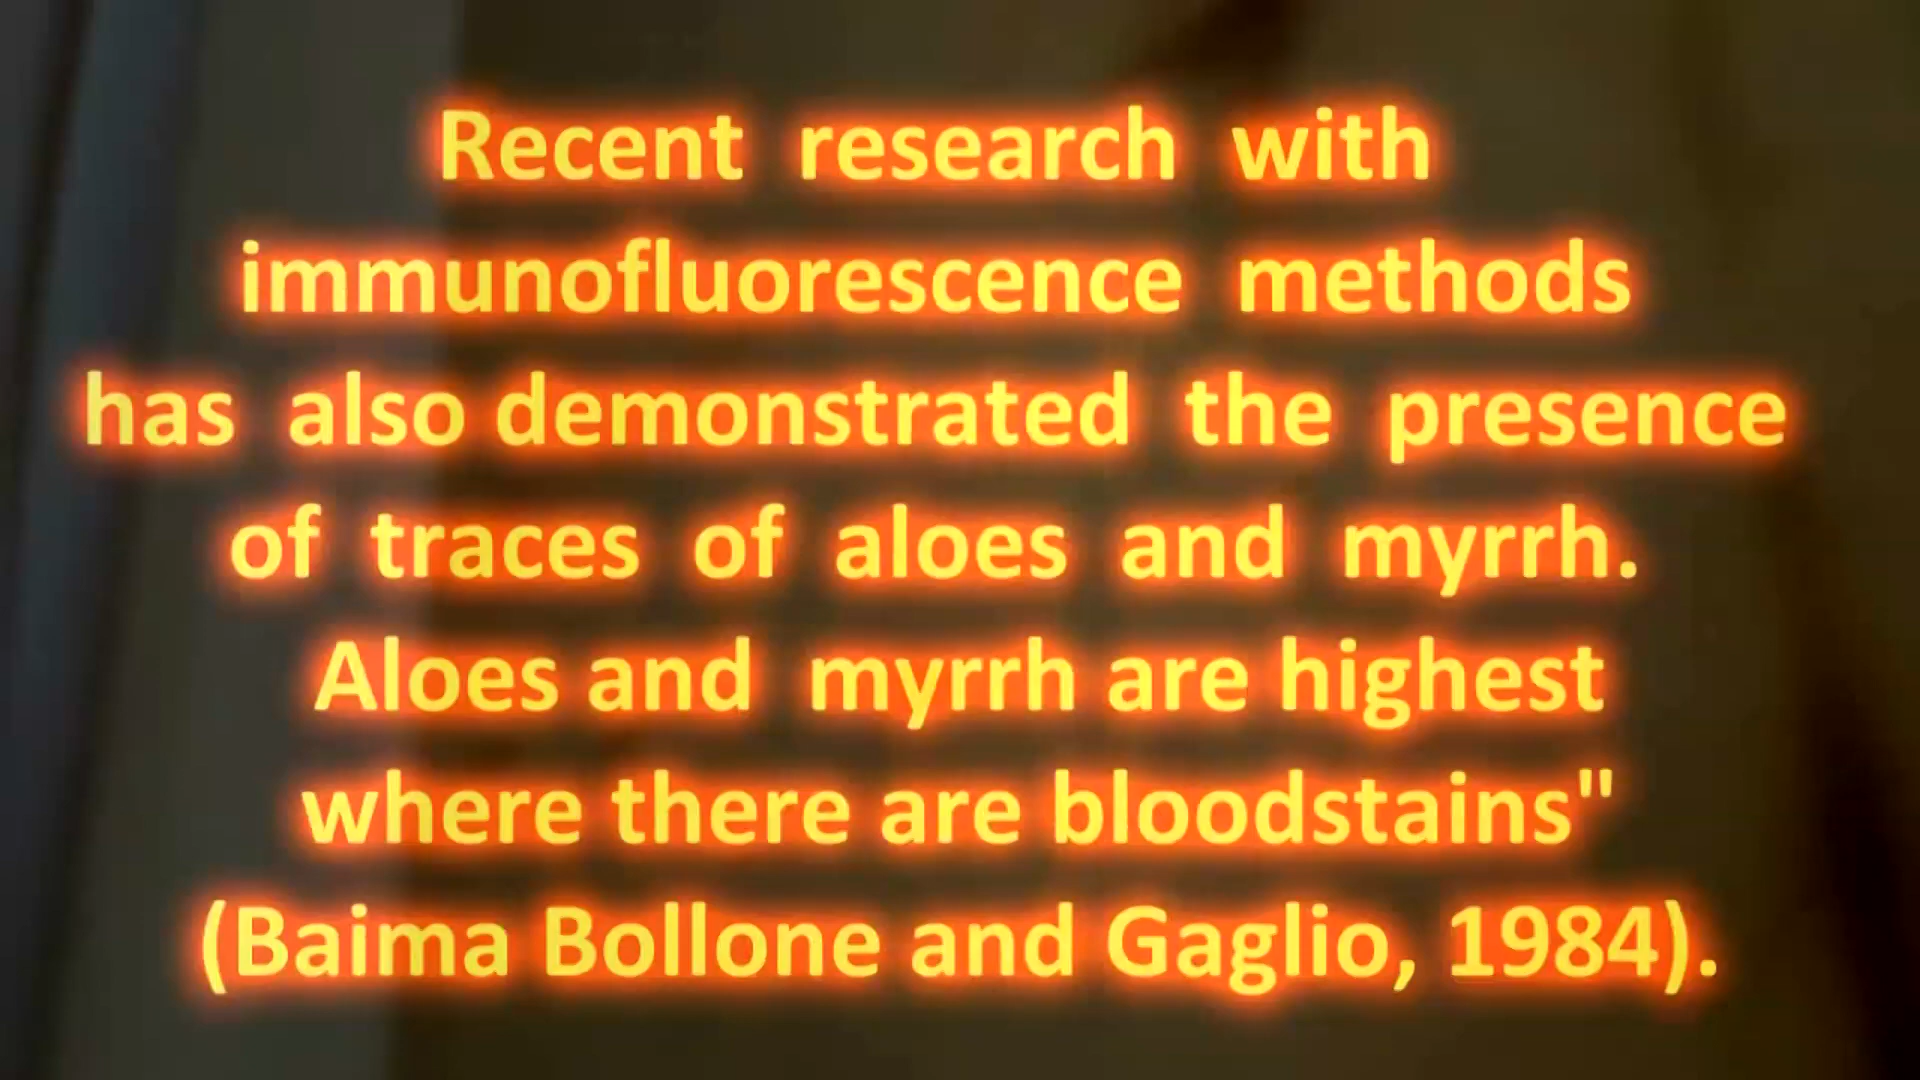 Recent research with
immunofluorescence methods
has also demonstrated the presence
of traces of aloes and myrrh.
Aloes and myrrh are highest
where there are bloodstains"
(Baima Bollone and Gaglio, 1984).